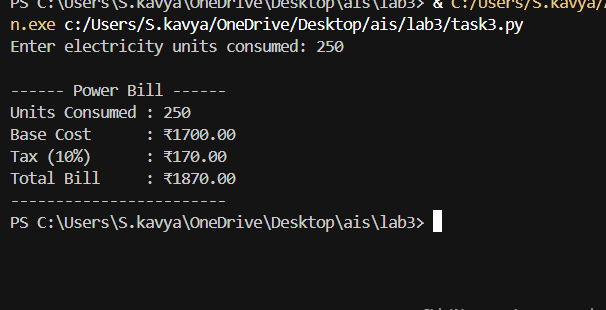 PS C:\Users\S.kavya\OneDrive\Desktop\ais\lab3> & C:/Users/S.kavya/
n.exe c:/Users/S.kavya/OneDrive/Desktop/ais/lab3/task3.py
Enter electricity units consumed: 250
------ Power Bill ------
Units Consumed : 250
Base Cost      : ₹1700.00
Tax (10%)      : ₹170.00
Total Bill     : ₹1870.00
------------------------
PS C:\Users\S.kavya\OneDrive\Desktop\ais\lab3>